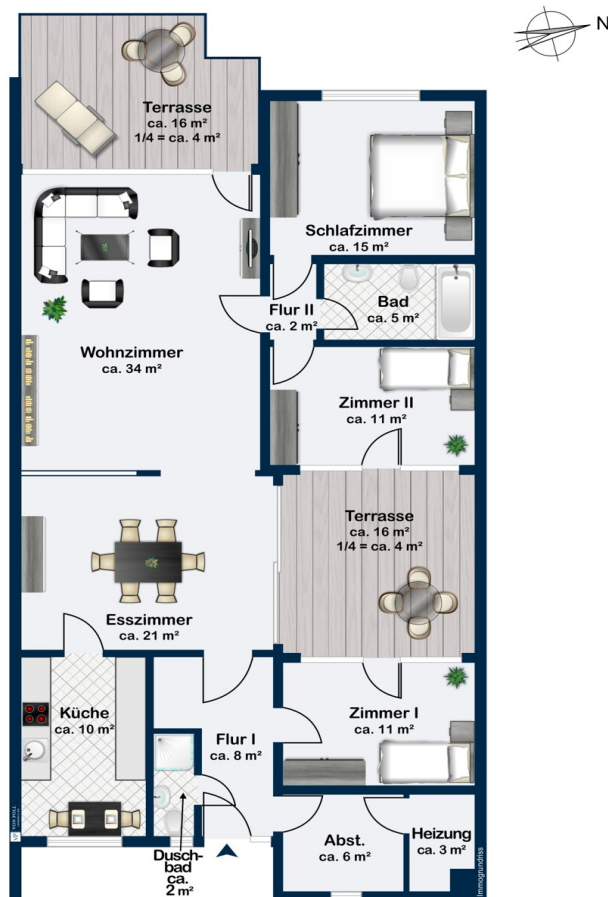 N
Terrasse
ca. 16 m²
1/4 = ca. 4 m²
Schlafzimmer
ca. 15 m²
Bad
ca. 5 m²
Flur II
ca. 2 m²
Wohnzimmer
ca. 34 m²
Zimmer II
ca. 11 m²
Terrasse
ca. 16 m²
1/4 = ca. 4 m²
Esszimmer
ca. 21 m²
Küche
ca. 10 m²
Flur I
ca. 8 m²
Zimmer I
ca. 11 m²
Dusch-
bad
ca.
2 m²
Abst.
ca. 6 m²
Heizung
ca. 3 m²
Immogrundriss